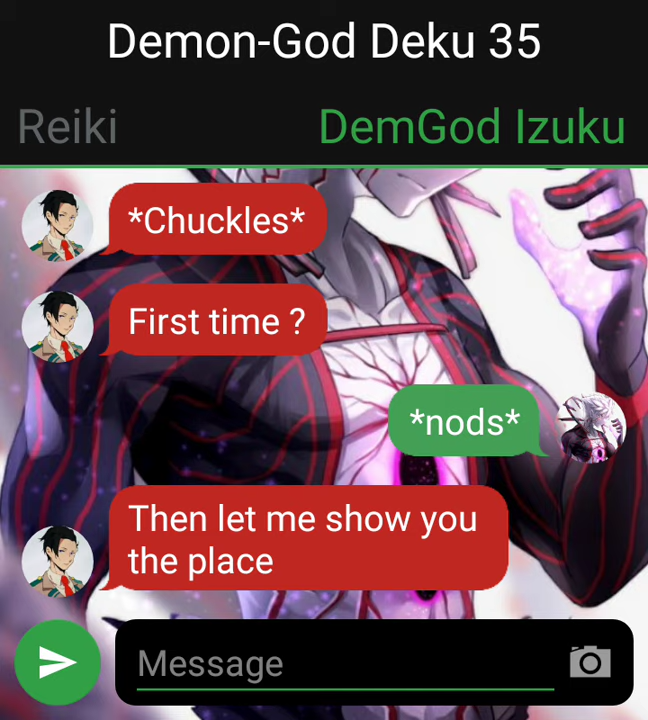 Demon-God Deku 35
Reiki
DemGod Izuku
*Chuckles*
First time ?
*nods*
Then let me show you
the place
Message